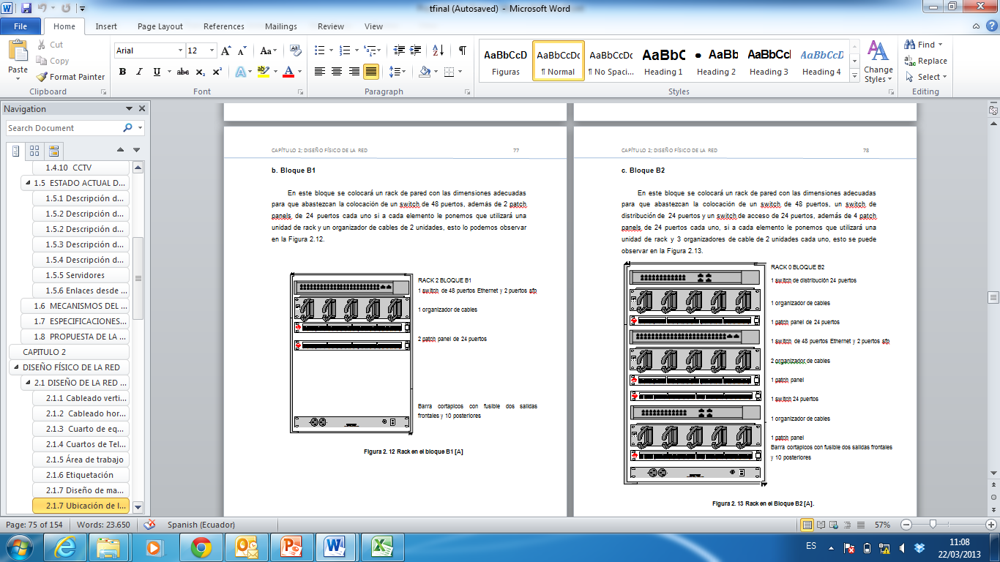 tfinal (Autosaved) - Microsoft Word
File Home Insert Page Layout References Mailings Review View
Paste
Cut
Copy
Format Painter
Clipboard
Arial 12
Font
Paragraph
AaBbCcD AaBbCcDc AaBbCcDc AaBbC AaBb AaBbCcl AaBbCcD
Figuras ¶ Normal ¶ No Spaci... Heading 1 Heading 2 Heading 3 Heading 4
Styles
Change Styles
Find
Replace
Select
Editing
Navigation
Search Document
1.4.10 CCTV
1.5 ESTADO ACTUAL D...
1.5.1 Descripción d...
1.5.2 Descripción d...
1.5.2 Descripción d...
1.5.3 Descripción d...
1.5.4 Descripción d...
1.5.5 Servidores
1.5.6 Enlaces desde ...
1.6 MECANISMOS DEL ...
1.7 ESPECIFICACIONES...
1.8 PROPUESTA DE LA ...
CAPITULO 2
DISEÑO FÍSICO DE LA RED
2.1 DISEÑO DE LA RED ...
2.1.1 Cableado verti...
2.1.2 Cableado hor...
2.1.3 Cuarto de eq...
2.1.4 Cuartos de Tel...
2.1.5 Área de trabajo
2.1.6 Etiquetación
2.1.7 Diseño de ma...
2.1.7 Ubicación de l...
CAPÍTULO 2; DISEÑO FÍSICO DE LA RED 77
b. Bloque B1
En este bloque se colocará un rack de pared con las dimensiones adecuadas
para que abastezcan la colocación de un switch de 48 puertos, además de 2 patch
panels de 24 puertos cada uno si a cada elemento le ponemos que utilizará una
unidad de rack y un organizador de cables de 2 unidades, esto lo podemos observar
en la Figura 2.12.
RACK 2 BLOQUE B1
1 switch de 48 puertos Ethernet y 2 puertos sfp
1 organizador de cables
2 patch panel de 24 puertos
Barra cortapicos con fusible dos salidas
frontales y 10 posteriores
Figura 2. 12 Rack en el bloque B1 [A]
CAPÍTULO 2; DISEÑO FÍSICO DE LA RED 78
c. Bloque B2
En este bloque se colocará un rack de pared con las dimensiones adecuadas
para que abastezcan la colocación de un switch de 48 puertos, un switch de
distribución de 24 puertos y un switch de acceso de 24 puertos, además de 4 patch
panels de 24 puertos cada uno, si a cada elemento le ponemos que utilizará una
unidad de rack y 3 organizadores de cable de 2 unidades cada uno, esto se puede
observar en la Figura 2.13.
RACK 0 BLOQUE B2
1 switch de distribución 24 puertos
1 organizador de cables
1 patch panel de 24 puertos
1 switch de 48 puertos Ethernet y 2 puertos sfp
2 organizador de cables
1 patch panel
1 switch 24 puertos
1 organizador de cables
1 patch panel
Barra cortapicos con fusible dos salidas frontales
y 10 posteriores
Figura 2. 13 Rack en el Bloque B2 [A].
Page: 75 of 154 Words: 23.650 Spanish (Ecuador) 57%
ES 11:08
22/03/2013